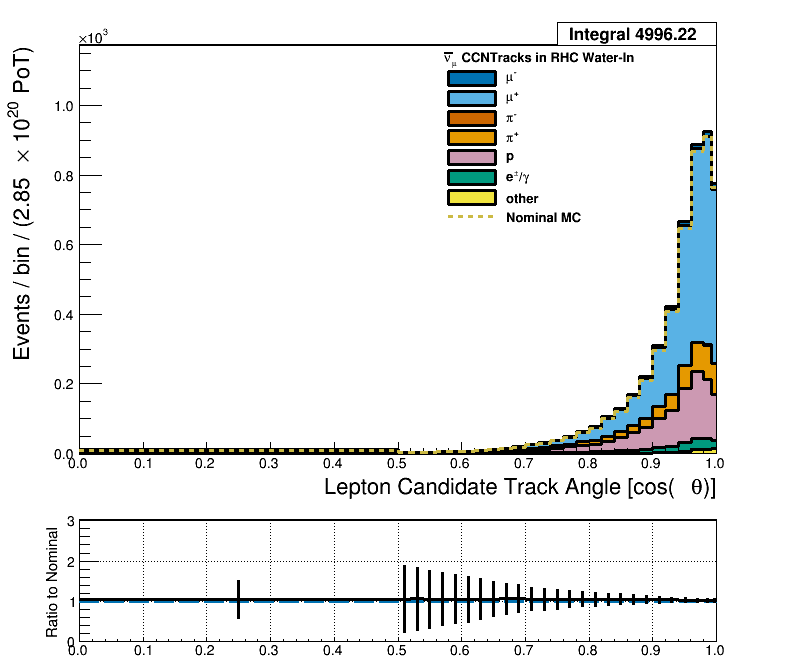 Integral 4996.22
×10³
ν̄μ CCNTracks in RHC Water-In
μ⁻
μ⁺
π⁻
π⁺
p
e±/γ
other
Nominal MC
Events / bin / (2.85 × 10²⁰ PoT)
1.0
0.8
0.6
0.4
0.2
0.0
0.0 0.1 0.2 0.3 0.4 0.5 0.6 0.7 0.8 0.9 1.0
Lepton Candidate Track Angle [cos( θ)]
Ratio to Nominal
3
2
1
0
0.0 0.1 0.2 0.3 0.4 0.5 0.6 0.7 0.8 0.9 1.0